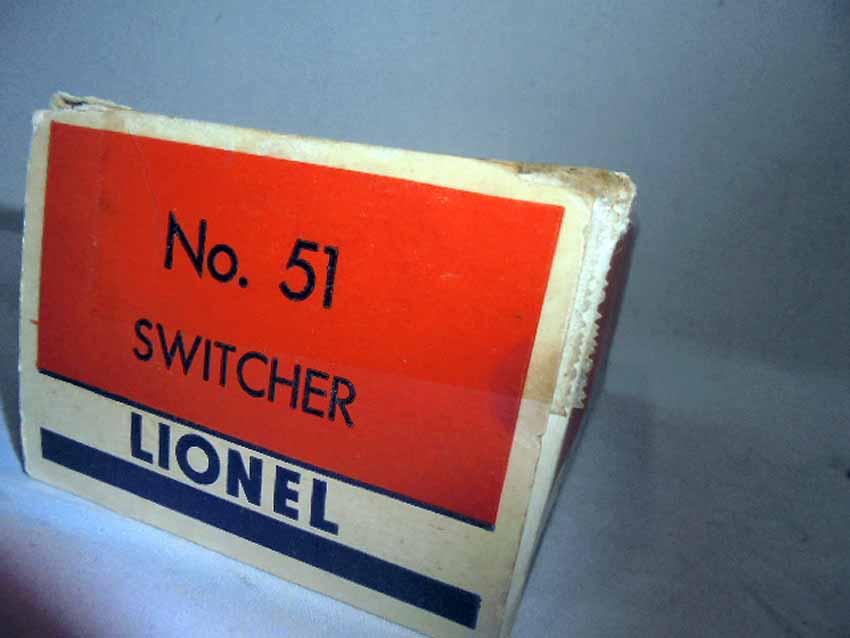 No. 51
SWITCHER
LIONEL